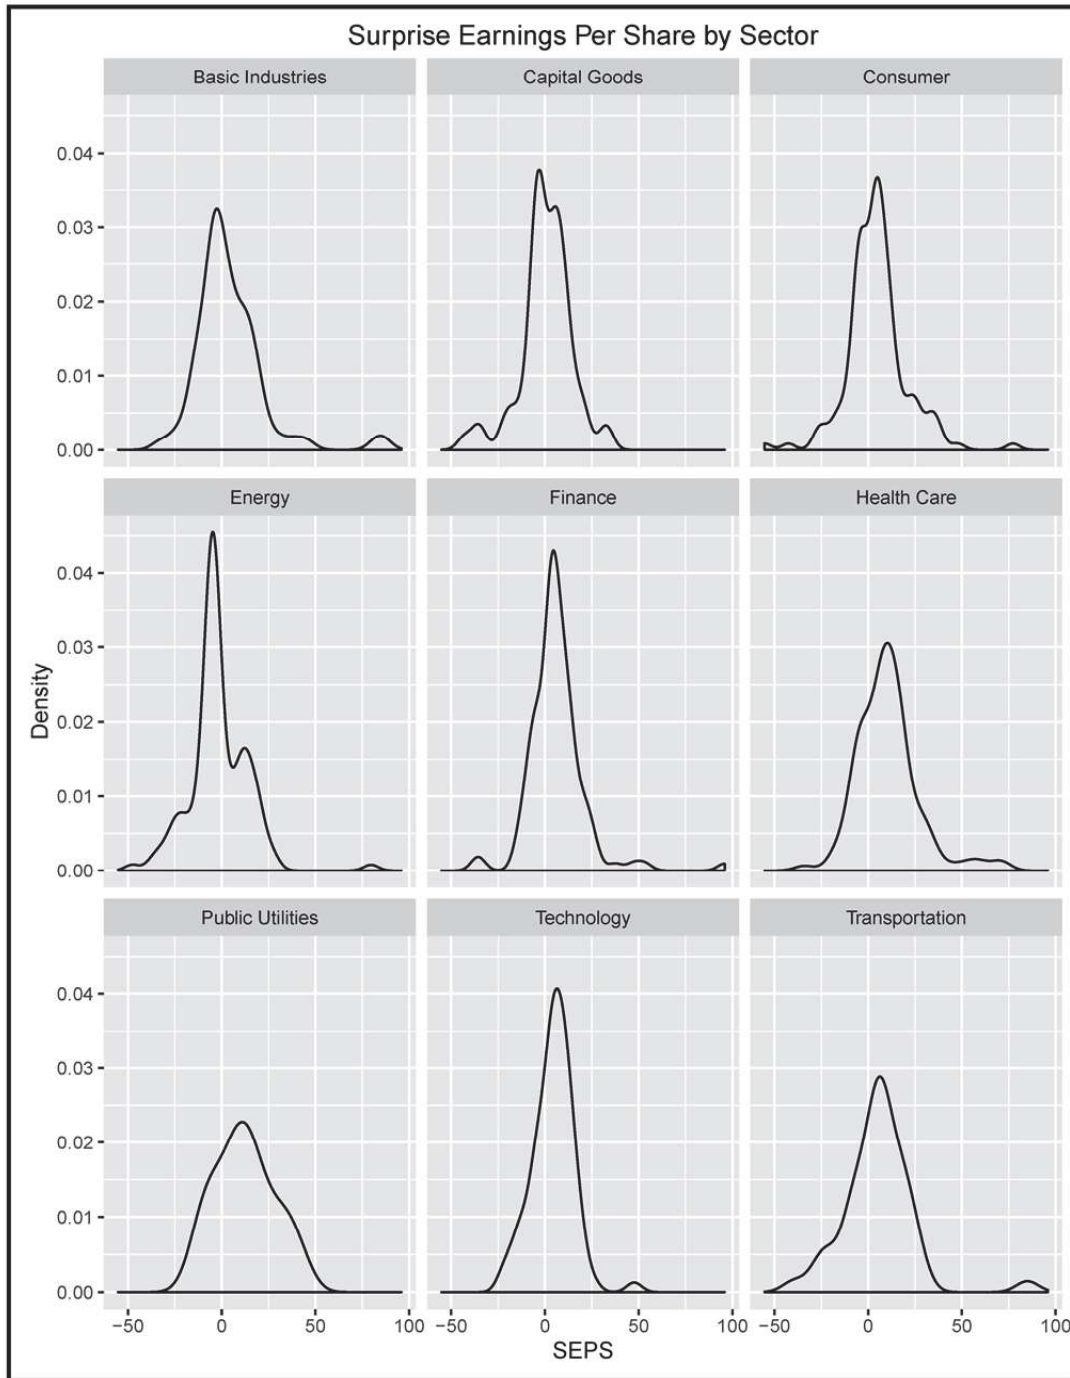 Surprise Earnings Per Share by Sector
Basic Industries Capital Goods Consumer
0.04
0.03
0.02
0.01
0.00
Energy Finance Health Care
0.04
0.03
0.02
0.01
0.00
Density
Public Utilities Technology Transportation
0.04
0.03
0.02
0.01
0.00
−50 0 50 100 −50 0 50 100 −50 0 50 100
SEPS